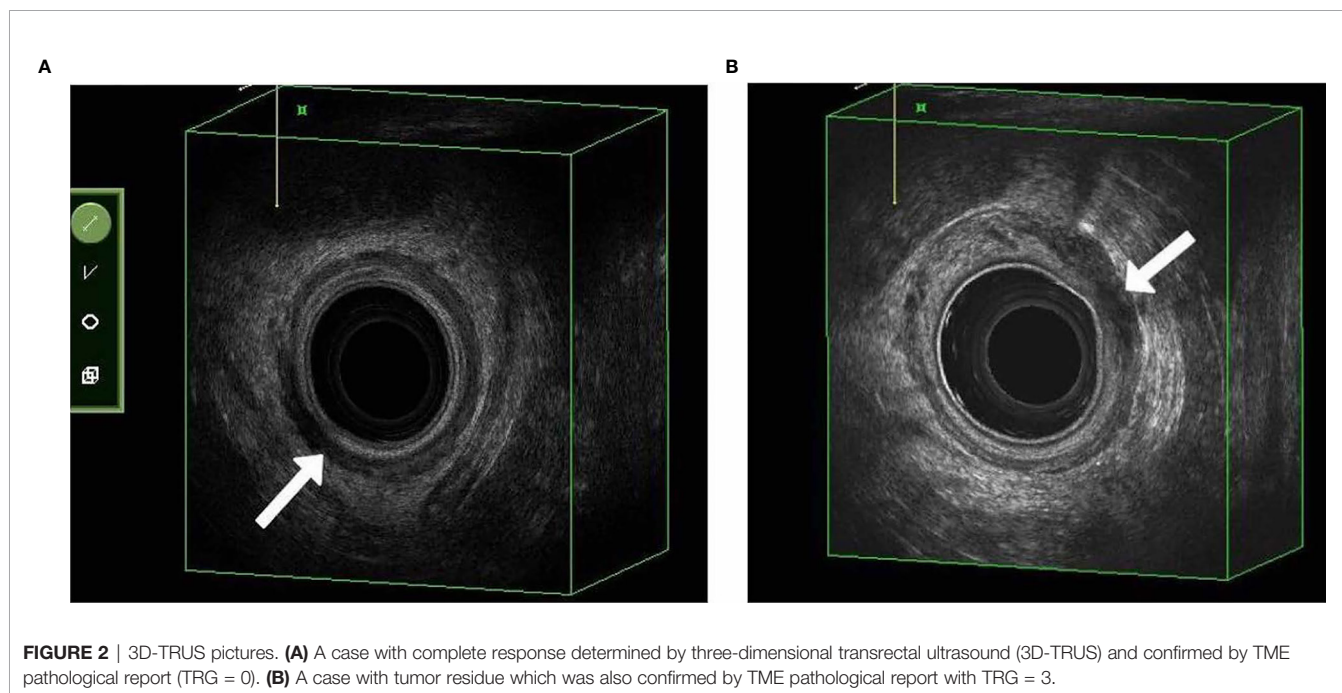 A
B
FIGURE 2 | 3D-TRUS pictures. (A) A case with complete response determined by three-dimensional transrectal ultrasound (3D-TRUS) and confirmed by TME
pathological report (TRG = 0). (B) A case with tumor residue which was also confirmed by TME pathological report with TRG = 3.